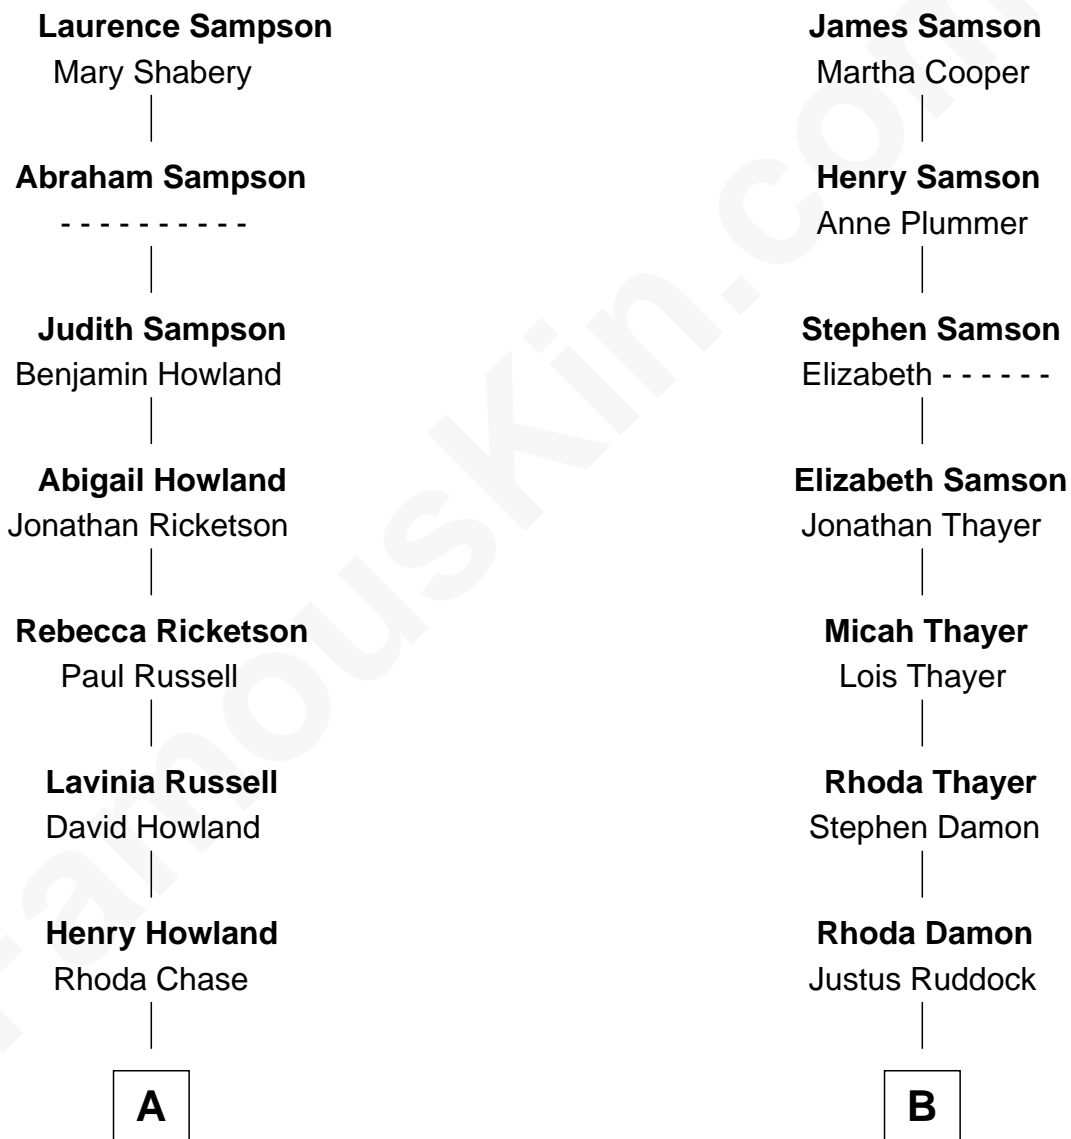 Laurence Sampson
Mary Shabery
Abraham Sampson
- - - - - - - - - -
Judith Sampson
Benjamin Howland
Abigail Howland
Jonathan Ricketson
Rebecca Ricketson
Paul Russell
Lavinia Russell
David Howland
Henry Howland
Rhoda Chase
A
James Samson
Martha Cooper
Henry Samson
Anne Plummer
Stephen Samson
Elizabeth - - - - - -
Elizabeth Samson
Jonathan Thayer
Micah Thayer
Lois Thayer
Rhoda Thayer
Stephen Damon
Rhoda Damon
Justus Ruddock
B
FamousKin.com